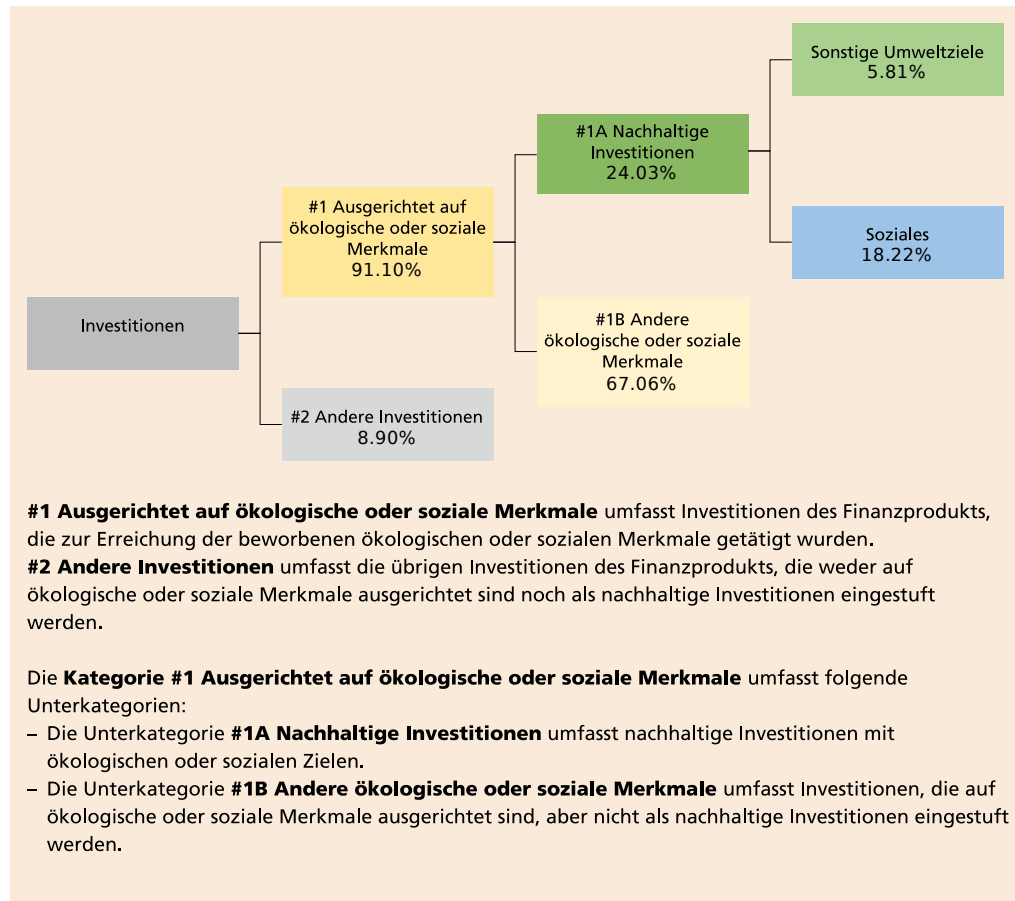 Sonstige Umweltziele
5.81%
#1A Nachhaltige
Investitionen
24.03%
#1 Ausgerichtet auf
ökologische oder soziale
Merkmale
91.10%
Soziales
18.22%
Investitionen
#1B Andere
ökologische oder soziale
Merkmale
67.06%
#2 Andere Investitionen
8.90%
#1 Ausgerichtet auf ökologische oder soziale Merkmale umfasst Investitionen des Finanzprodukts,
die zur Erreichung der beworbenen ökologischen oder sozialen Merkmale getätigt wurden.
#2 Andere Investitionen umfasst die übrigen Investitionen des Finanzprodukts, die weder auf
ökologische oder soziale Merkmale ausgerichtet sind noch als nachhaltige Investitionen eingestuft
werden.
Die Kategorie #1 Ausgerichtet auf ökologische oder soziale Merkmale umfasst folgende
Unterkategorien:
– Die Unterkategorie #1A Nachhaltige Investitionen umfasst nachhaltige Investitionen mit
ökologischen oder sozialen Zielen.
– Die Unterkategorie #1B Andere ökologische oder soziale Merkmale umfasst Investitionen, die auf
ökologische oder soziale Merkmale ausgerichtet sind, aber nicht als nachhaltige Investitionen eingestuft
werden.